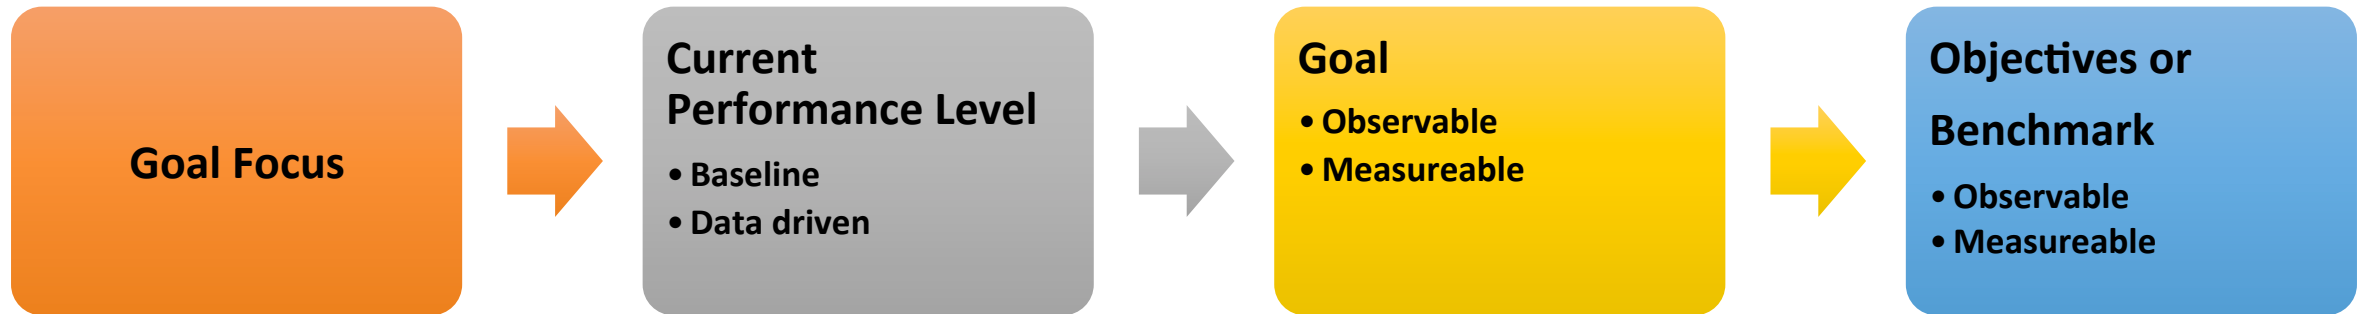 Goal Focus
Current
Performance Level
• Baseline
• Data driven
Goal
• Observable
• Measureable
Objectives or
Benchmark
• Observable
• Measureable